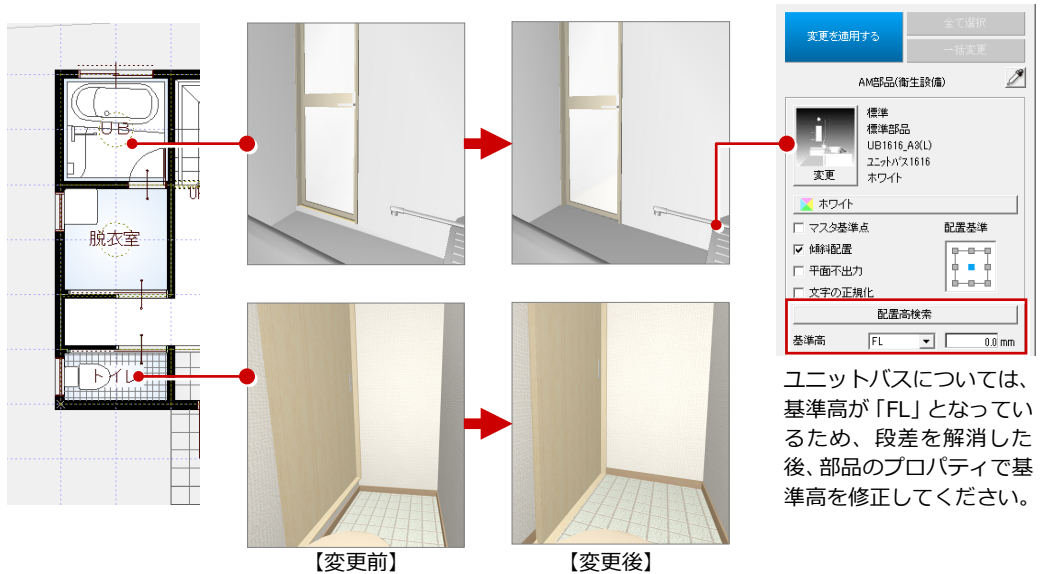 UB
脱衣室
トイレ
【変更前】
【変更後】
変更を適用する
全て選択
一括変更
AM部品(衛生設備)
標準
標準部品
UB1616_A3(L)
ユニットバス1616
ホワイト
変更
ホワイト
マスタ基準点
配置基準
傾斜配置
平面不出力
文字の正規化
配置高検索
基準高
FL
0.0 mm
ユニットバスについては、
基準高が「FL」となってい
るため、段差を解消した
後、部品のプロパティで基
準高を修正してください。